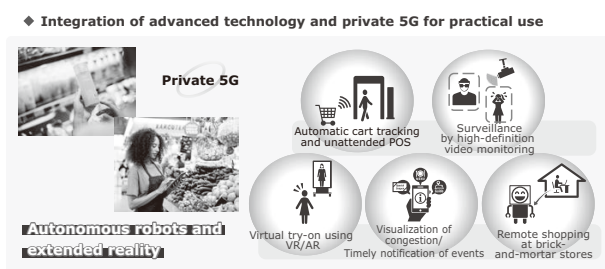 ◆ Integration of advanced technology and private 5G for practical use
Private 5G
Autonomous robots and
extended reality
Automatic cart tracking
and unattended POS
Surveillance
by high-definition
video monitoring
Virtual try-on using
VR/AR
Visualization of
congestion/
Timely notification of events
Remote shopping
at brick-
and-mortar stores